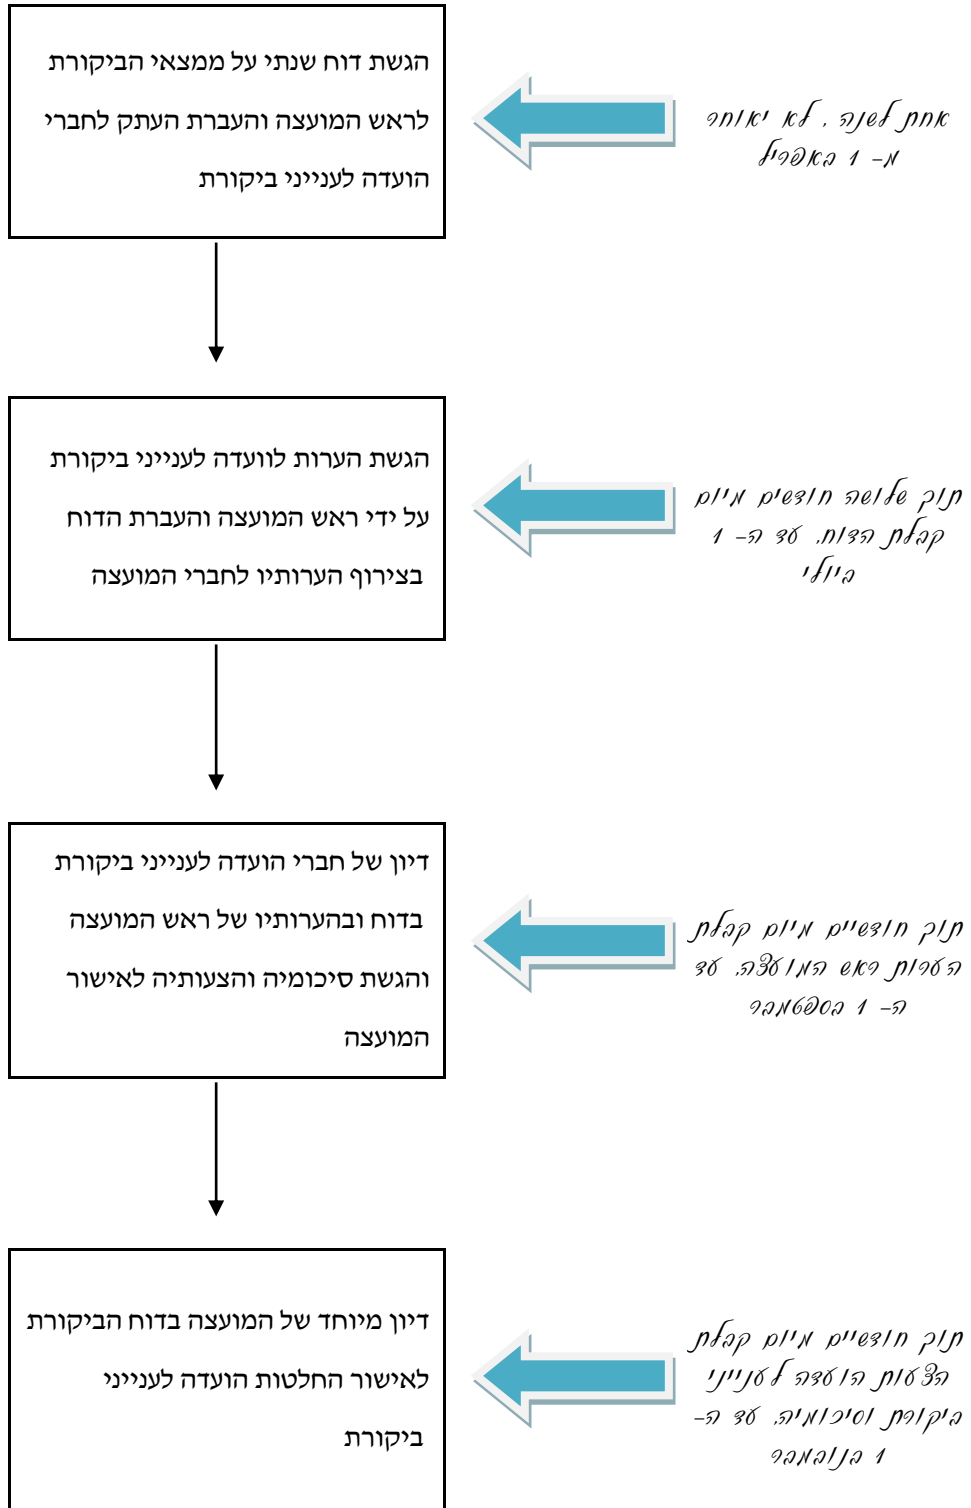 הגשת דוח שנתי על ממצאי הביקורת
לראש המועצה והעברת העתק לחברי
הועדה לענייני ביקורת
אחת לשנה, לא יאוחר
מ- 1 באפריל
הגשת הערות לוועדה לענייני ביקורת
על ידי ראש המועצה והעברת הדוח
בצירוף הערותיו לחברי המועצה
תוך שלושה חודשים מיום
קבלת הדוח, עד ה- 1
ביולי
דיון של חברי הועדה לענייני ביקורת
בדוח ובהערותיו של ראש המועצה
והגשת סיכומיה והצעותיה לאישור
המועצה
תוך חודשיים מיום קבלת
הערות ראש המועצה, עד
ה- 1 בספטמבר
דיון מיוחד של המועצה בדוח הביקורת
לאישור החלטות הועדה לענייני
ביקורת
תוך חודשיים מיום קבלת
הצעות הועדה לענייני
ביקורת וסיכומיה, עד ה-
1 בנובמבר